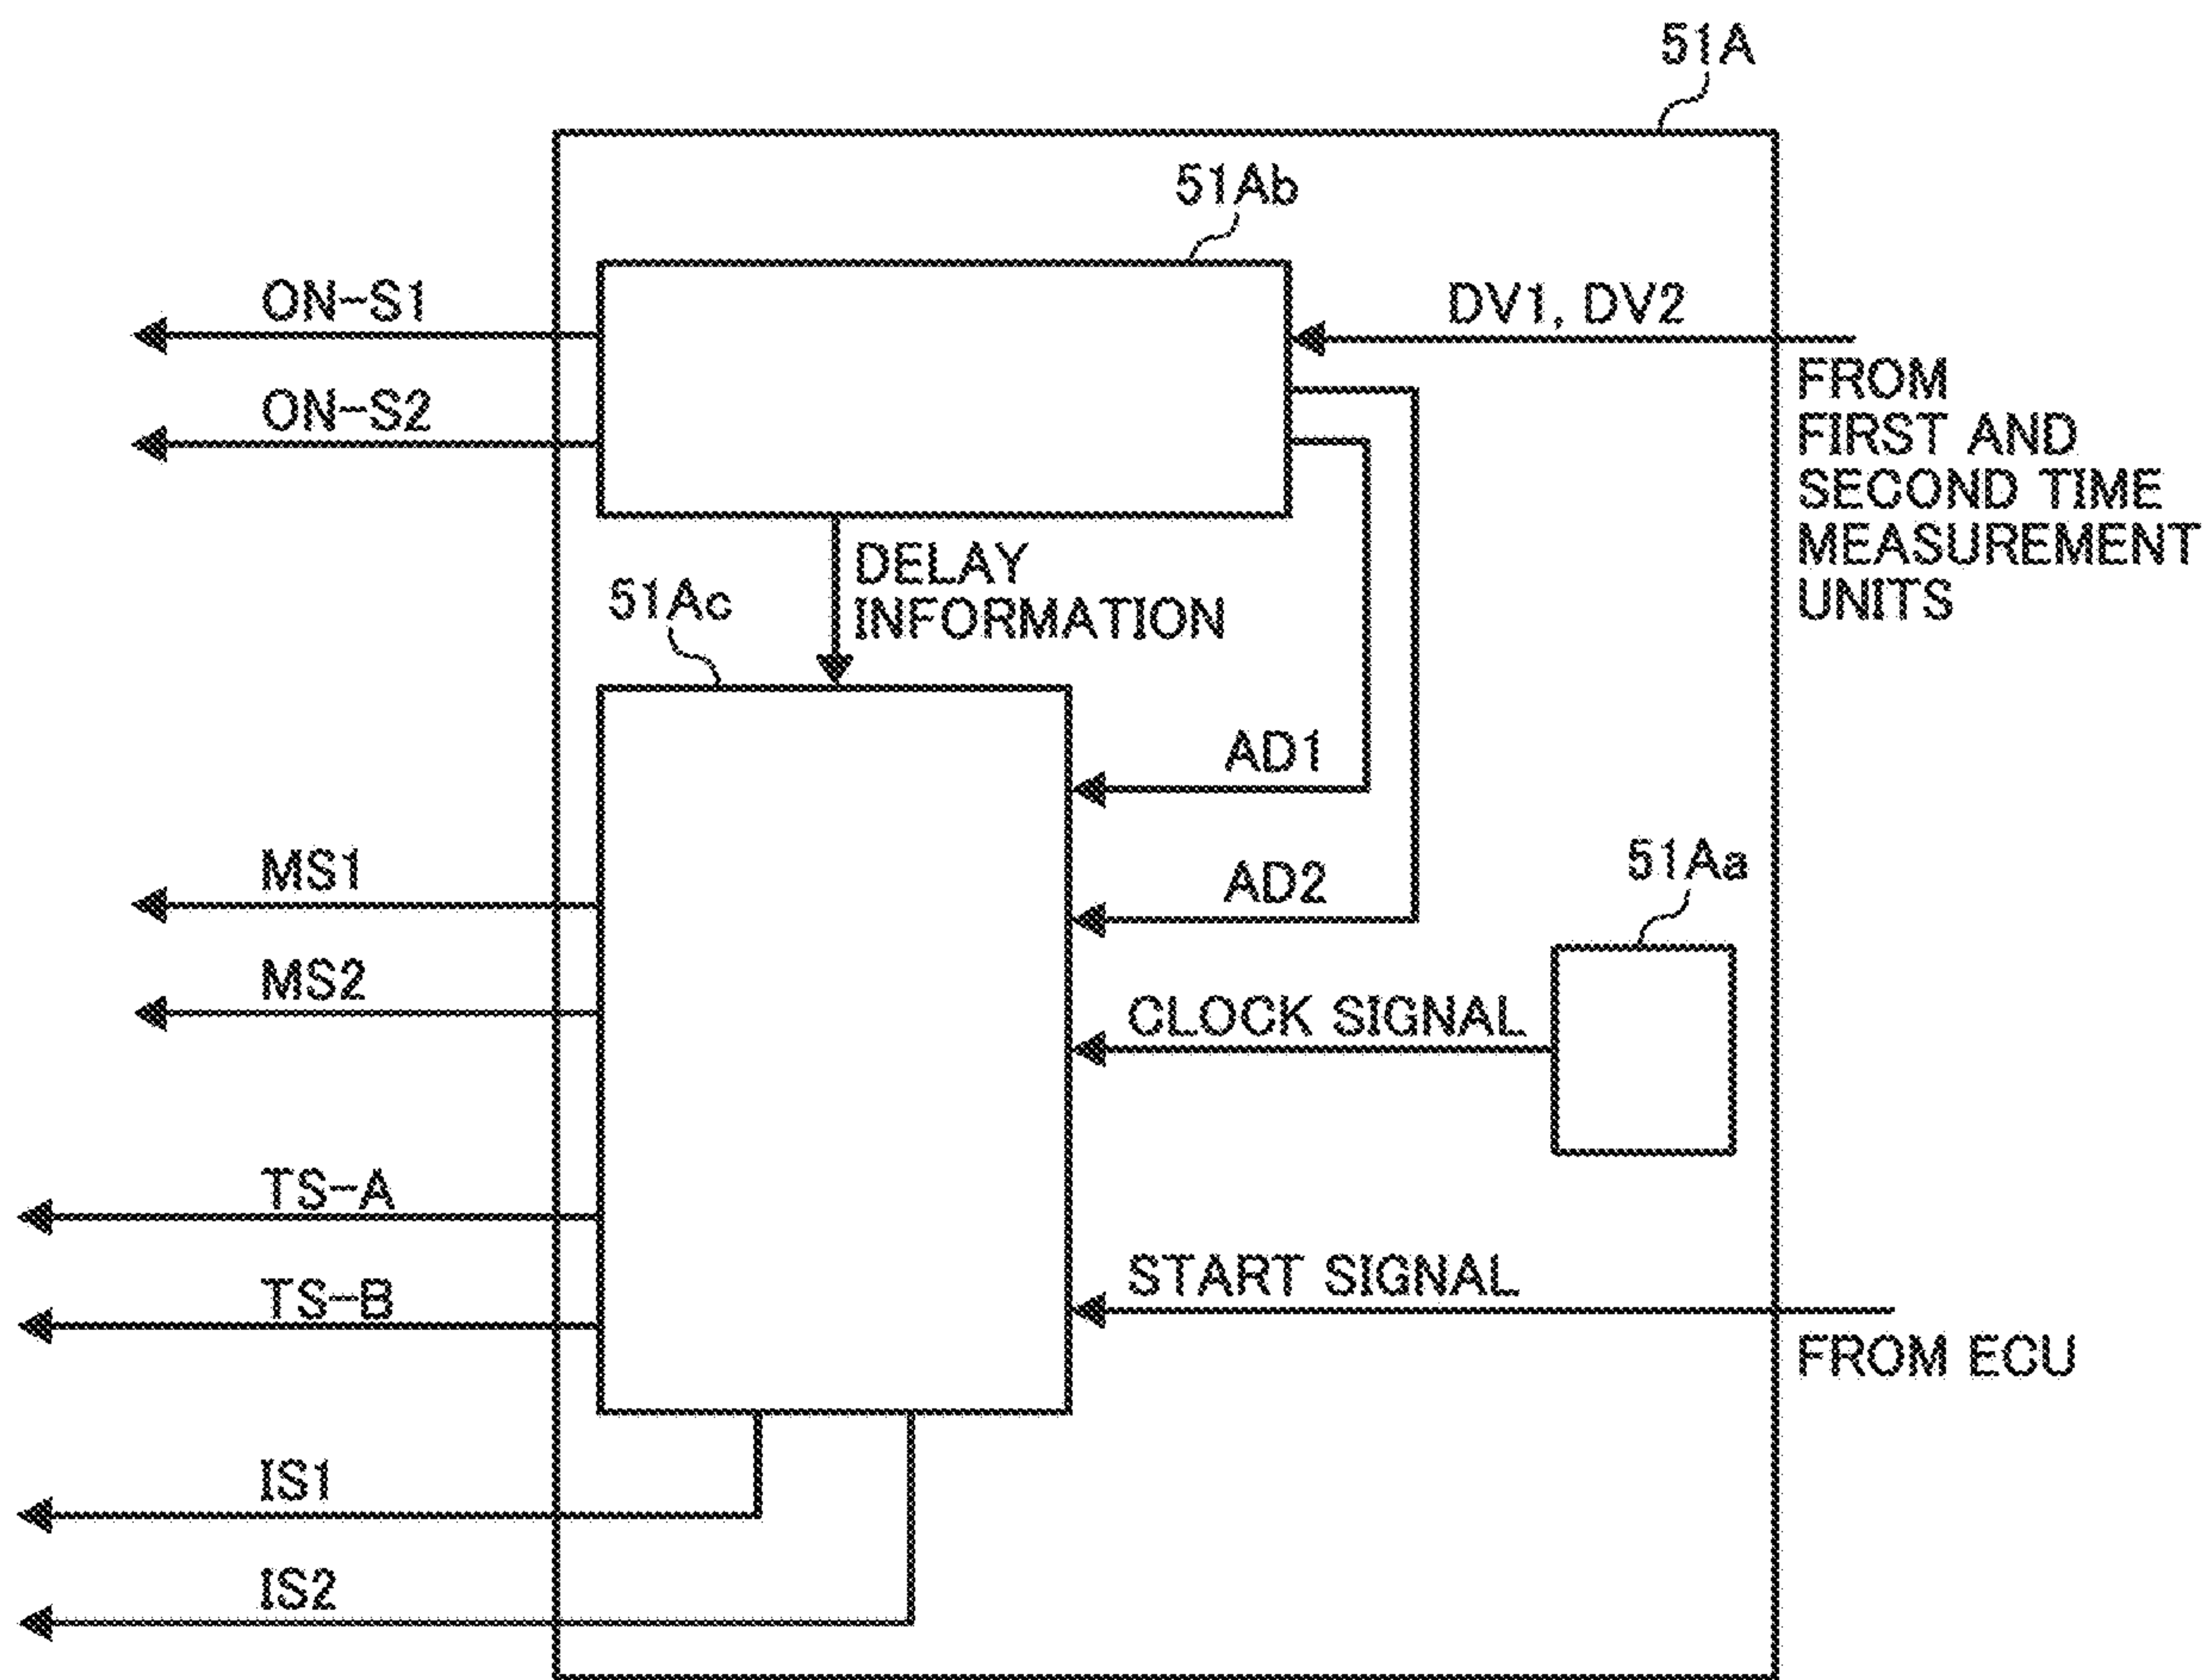 51A
51Ab
ON-S1
DV1, DV2
ON-S2
FROM
FIRST AND
SECOND TIME
MEASUREMENT
UNITS
DELAY
INFORMATION
51Ac
AD1
MS1
AD2
51Aa
MS2
CLOCK SIGNAL
TS-A
START SIGNAL
TS-B
FROM ECU
IS1
IS2